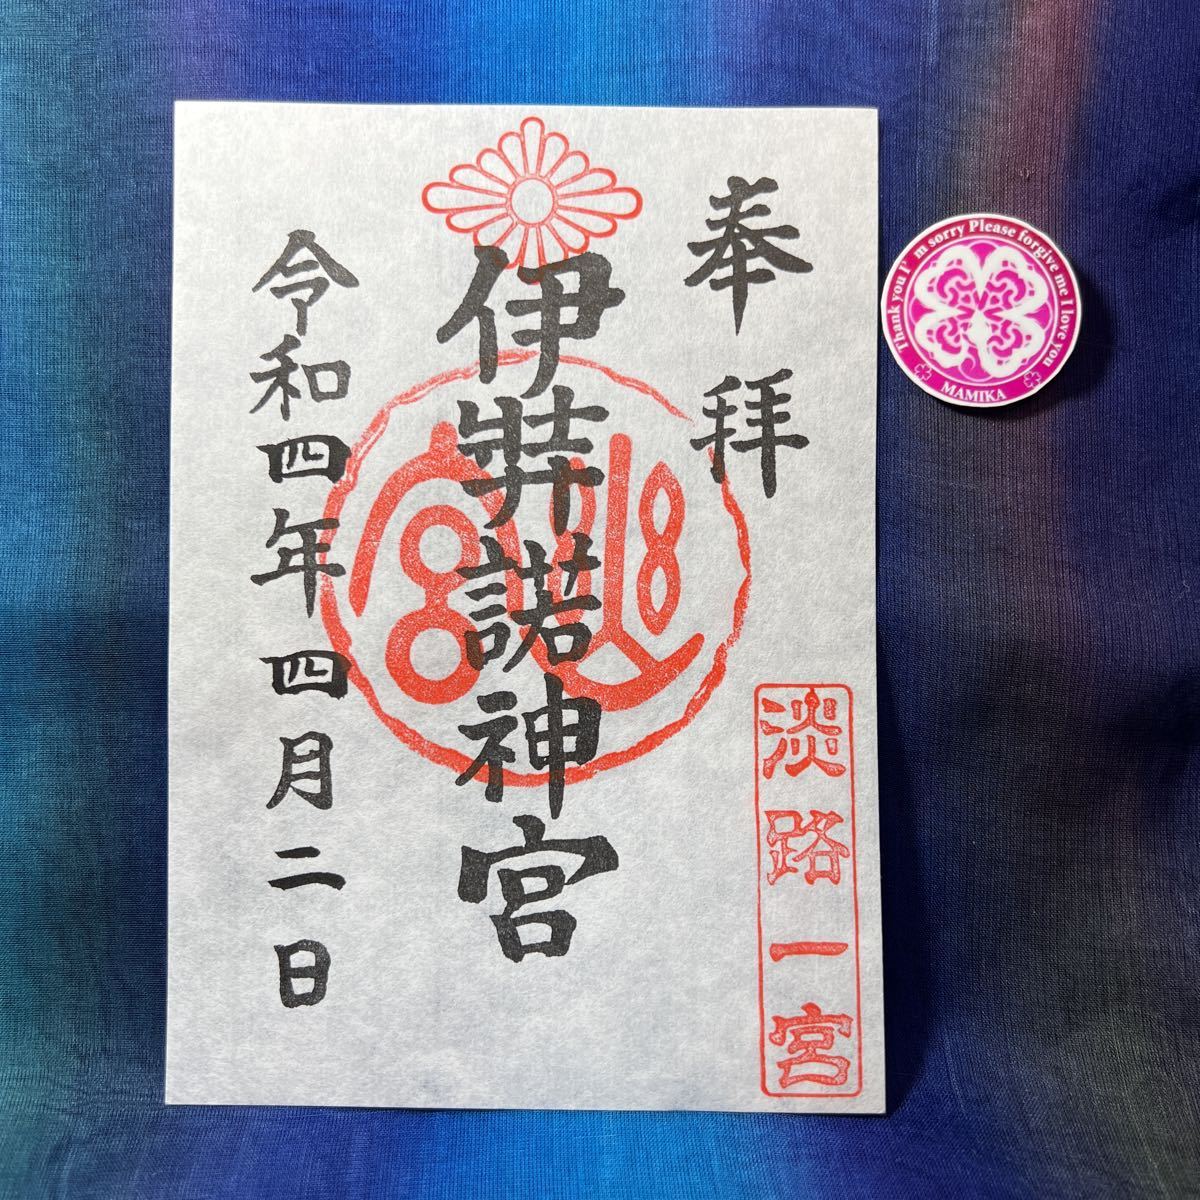 奉拝
伊弉諾神宮
令和四年四月二日
淡路一宮
Thank you I'm sorry Please forgive me I love you
MAMIKA